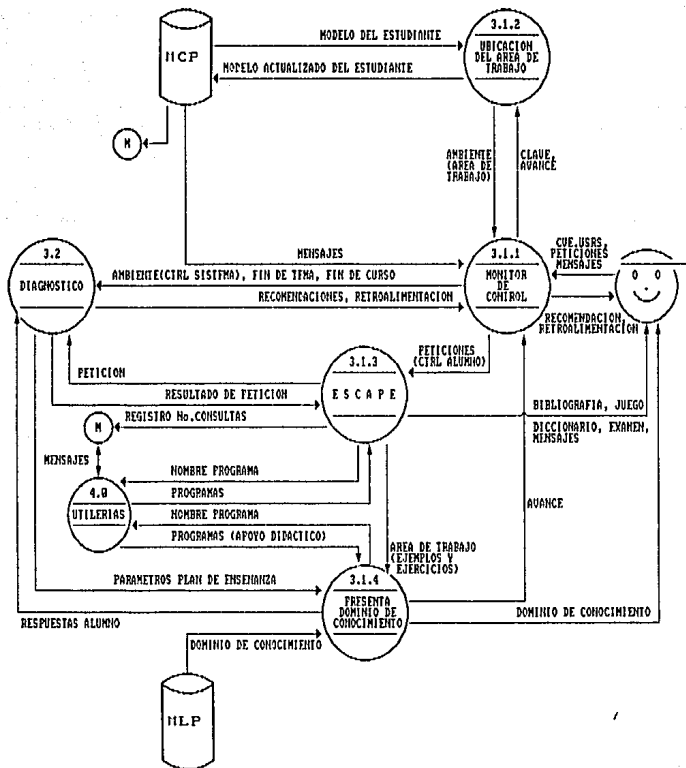 MODELO DEL ESTUDIANTE
MCP
MODELO ACTUALIZADO DEL ESTUDIANTE
3.1.2
UBICACION
DEL AREA DE
TRABAJO
M
AMBIENTE
(AREA DE
TRABAJO)
CLAVE,
AVANCE
MENSAJES
3.2
DIAGNOSTICO
AMBIENTE(CTRL SISTFMA), FIN DE TFMA, FIN DE CURSO
RECOMENCACIONES, RETROALIMENTACION
3.1.1
MONITOR
DE
CONTROL
CUE.USRS,
PETICIONES
MENSAJES
RECOMENDACION,
RETROALIMENTACION
PETICIONES
(CTRL ALUMNO)
PETICION
RESULTADO DE PETICION
3.1.3
E S C A P E
BIBLIOGRAFIA, JUEGO
DICCIONARIO, EXAMEN,
MENSAJES
M
REGISTRO No.CONSULTAS
MENSAJES
NOMBRE PROGRAMA
PROGRAMAS
4.0
UTILERIAS
NOMBRE PROGRAMA
PROGRAMAS (APOYO DIDACTICO)
AVANCE
AREA DE TRABAJO
(EJEMPLOS Y
EJERCICIOS)
PARAMETROS PLAN DE ENSENANZA
3.1.4
PRESENTA
DOMINIO DE
CONOCIMIENTO
RESPUESTAS ALUMNO
DOMINIO DE CONOCIMIENTO
DOMINIO DE CONOCIMIENTO
MLP